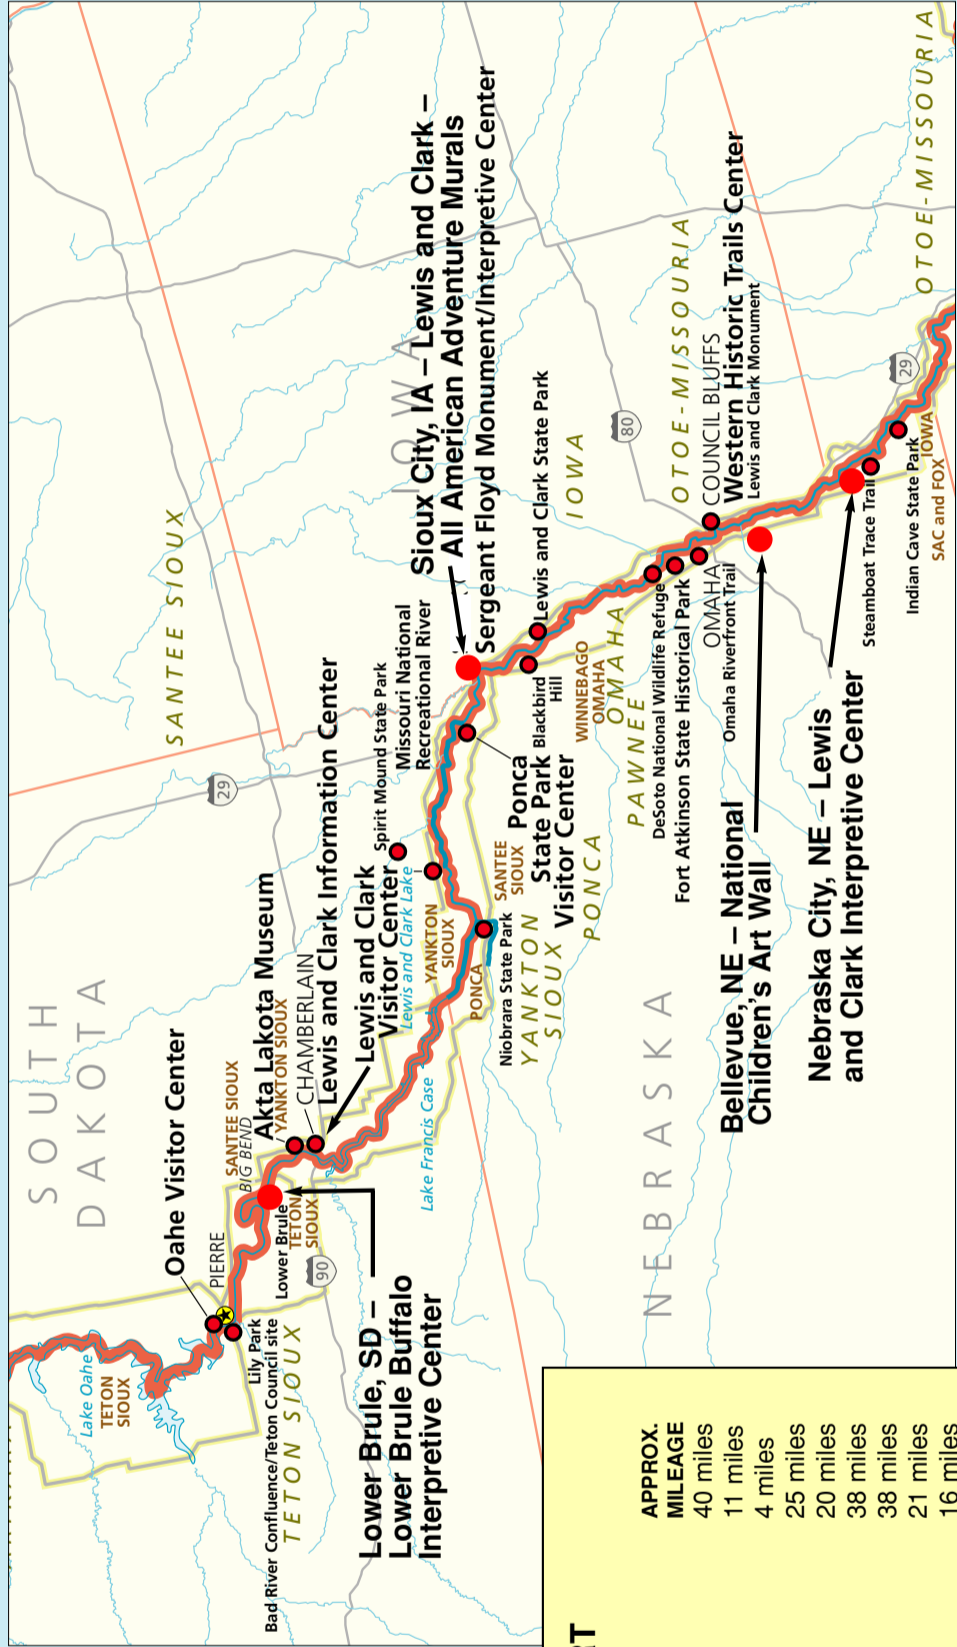 SOUTH
DAKOTA
Oahe Visitor Center
PIERRE
Lake Oahe
TETON
SIOUX
Lily Park
Bad River Confluence/Teton Council site
TETON SIOUX
SANTEE SIOUX
BIG BEND
Akta Lakota Museum
YANKTON SIOUX
CHAMBERLAIN
Lewis and Clark Information Center
Lower Brule
TETON
SIOUX
90
Lower Brule, SD –
Lower Brule Buffalo
Interpretive Center
Lewis and Clark
Visitor Center
Lewis and Clark Lake
Lake Francis Case
YANKTON
SIOUX
PONCA
Niobrara State Park
YANKTON
SIOUX
SANTEE
SIOUX
PONCA
Ponca
State Park
Visitor Center
Spirit Mound State Park
Missouri National
Recreational River
SANTEE SIOUX
29
IOWA
Sioux City, IA – Lewis and Clark –
All American Adventure Murals
Sergeant Floyd Monument/Interpretive Center
Lewis and Clark State Park
Blackbird
Hill
WINNEBAGO
OMAHA
OMAHA
PAWNEE
IOWA
80
OTOE-MISSOURIA
DeSoto National Wildlife Refuge
Fort Atkinson State Historical Park
OMAHA
Omaha Riverfront Trail
COUNCIL BLUFFS
Western Historic Trails Center
Lewis and Clark Monument
NEBRASKA
Bellevue, NE – National
Children's Art Wall
Nebraska City, NE – Lewis
and Clark Interpretive Center
Steamboat Trace Trail
Indian Cave State Park
IOWA
SAC and FOX
29
OTOE-MISSOURIA
APPROX.
MILEAGE
40 miles
11 miles
4 miles
25 miles
20 miles
38 miles
38 miles
21 miles
16 miles